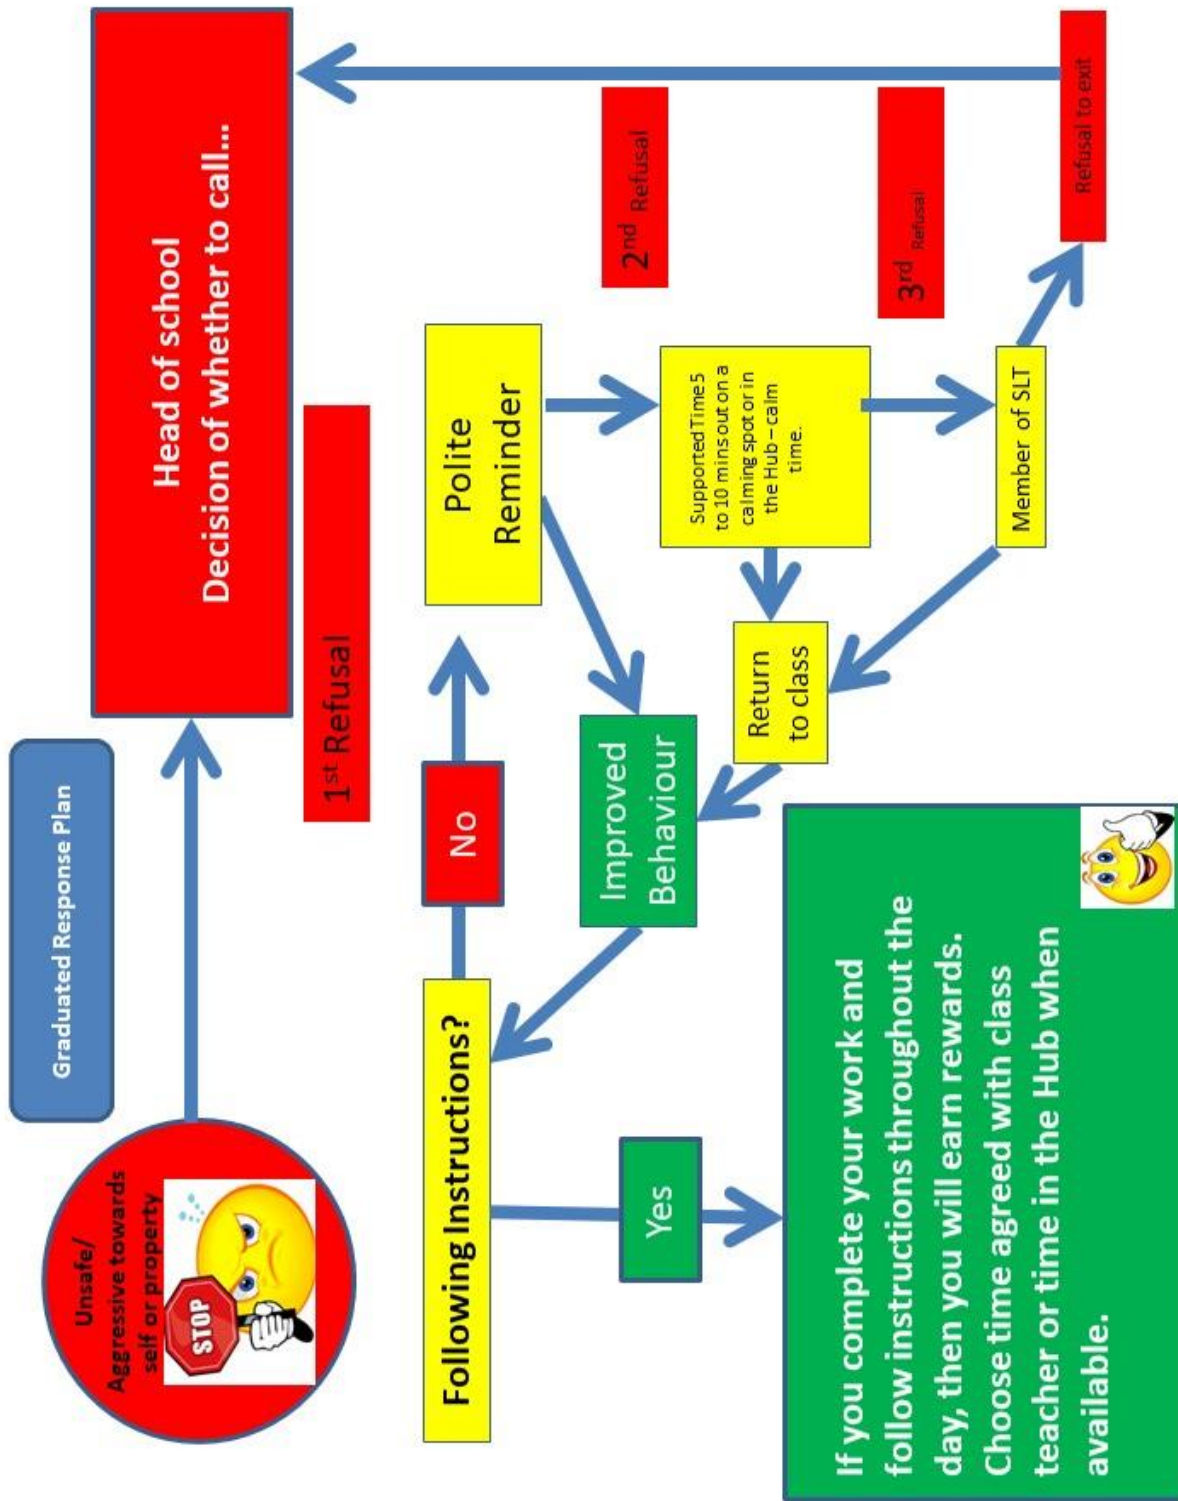 Graduated Response Plan
Unsafe/
Aggressive towards
self or property
STOP
Head of school
Decision of whether to call...
1st Refusal
Following Instructions?
No
Polite
Reminder
2nd Refusal
Yes
Improved
Behaviour
Supported Time 5
to 10 mins out on a
calming spot or in
the Hub – calm
time.
Return
to class
3rd Refusal
Member of SLT
Refusal to exit
If you complete your work and
follow instructions throughout the
day, then you will earn rewards.
Choose time agreed with class
teacher or time in the Hub when
available.